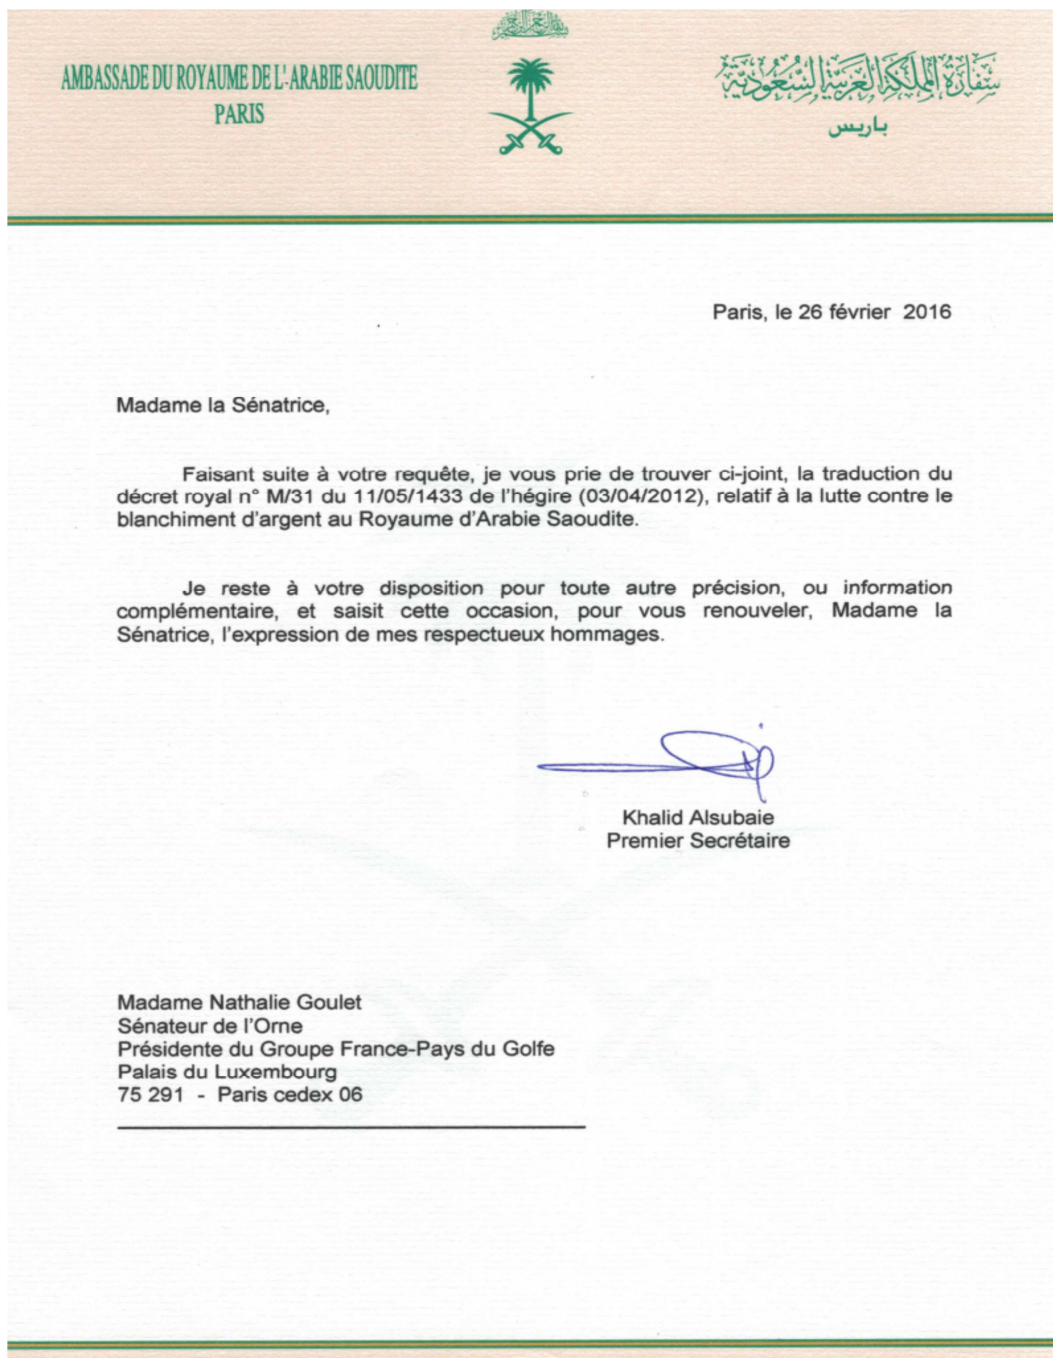 AMBASSADE DU ROYAUME DE L'ARABIE SAOUDITE
PARIS
سفارة المملكة العربية السعودية
باريس
Paris, le 26 février 2016
Madame la Sénatrice,
Faisant suite à votre requête, je vous prie de trouver ci-joint, la traduction du
décret royal n° M/31 du 11/05/1433 de l'hégire (03/04/2012), relatif à la lutte contre le
blanchiment d'argent au Royaume d'Arabie Saoudite.
Je reste à votre disposition pour toute autre précision, ou information
complémentaire, et saisit cette occasion, pour vous renouveler, Madame la
Sénatrice, l'expression de mes respectueux hommages.
Khalid Alsubaie
Premier Secrétaire
Madame Nathalie Goulet
Sénateur de l'Orne
Présidente du Groupe France-Pays du Golfe
Palais du Luxembourg
75 291 - Paris cedex 06